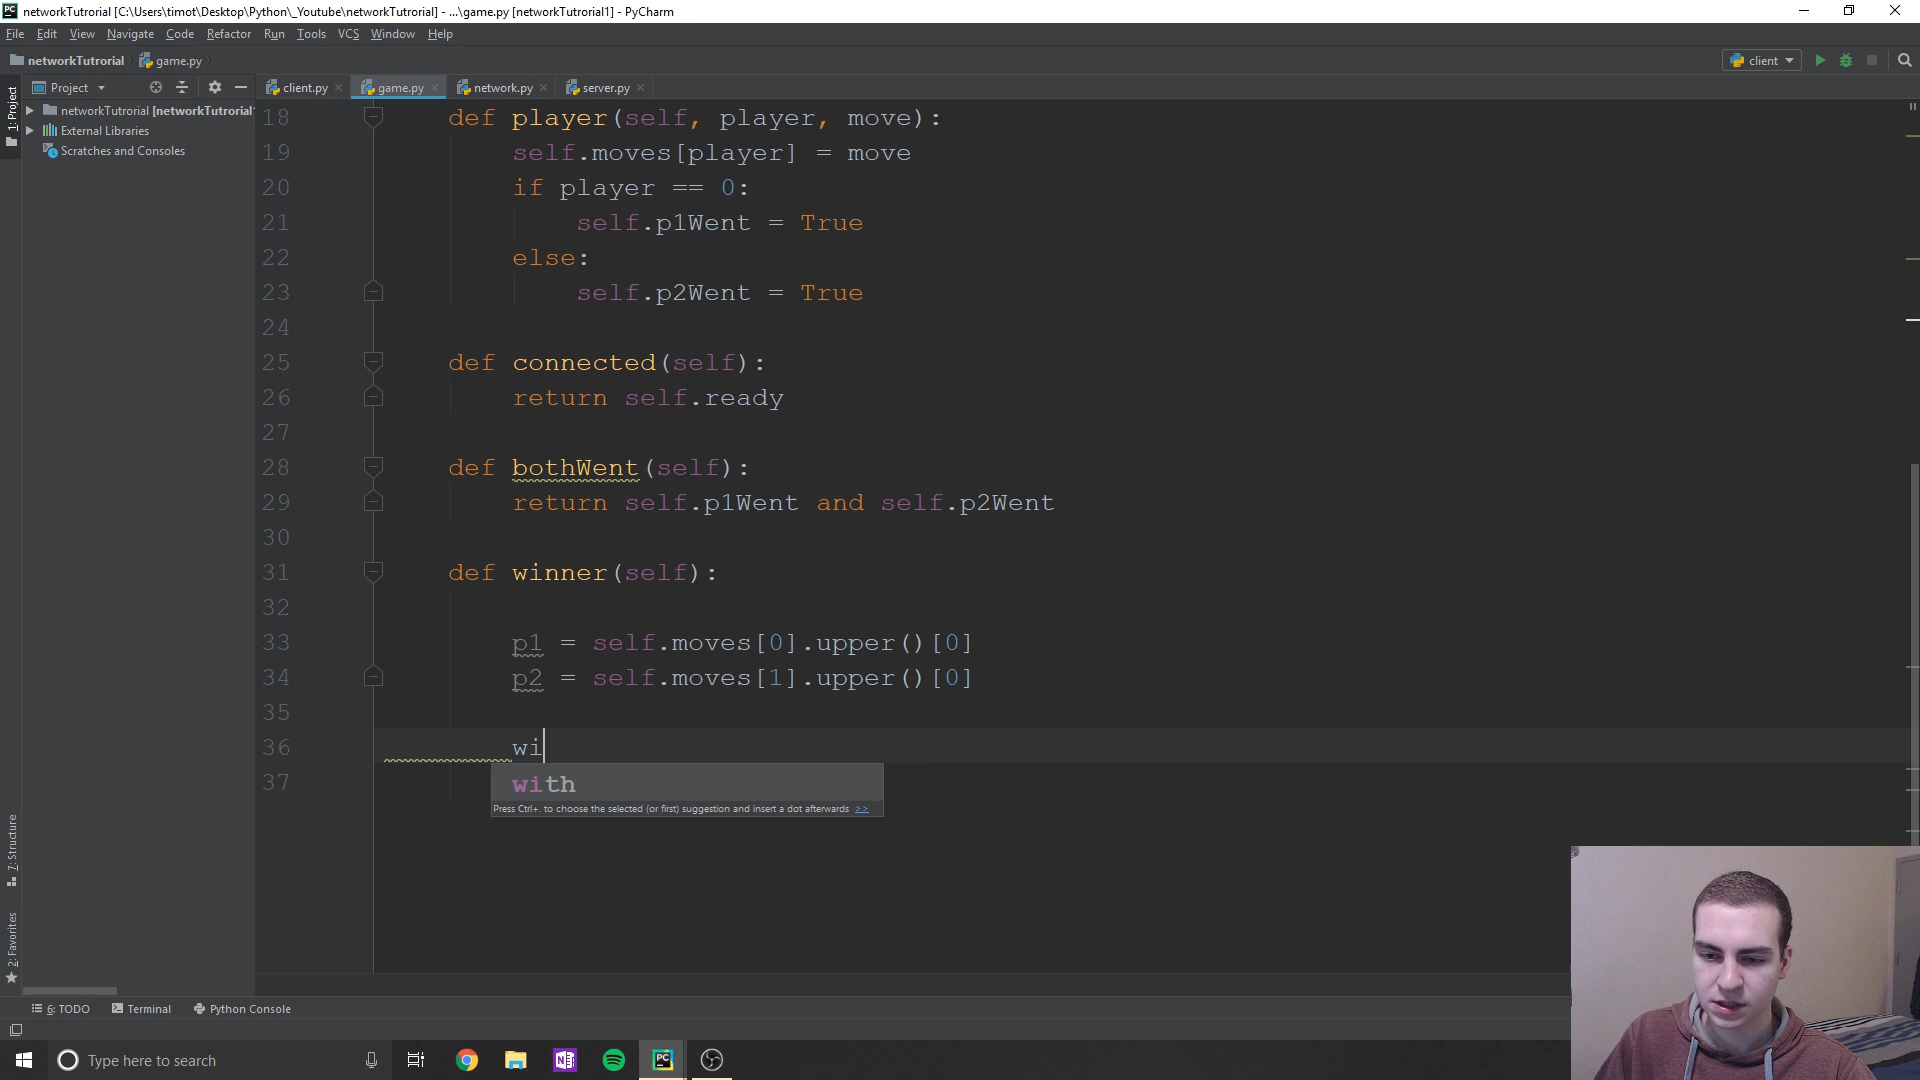 networkTutrorial [C:\Users\timot\Desktop\Python\_Youtube\networkTutrorial] - ...\game.py [networkTutrorial1] - PyCharm
File Edit View Navigate Code Refactor Run Tools VCS Window Help
networkTutrorial game.py client
Project client.py game.py network.py server.py
1: Project
networkTutrorial [networkTutrorial
External Libraries
Scratches and Consoles
18 def player(self, player, move):
19 self.moves[player] = move
20 if player == 0:
21 self.p1Went = True
22 else:
23 self.p2Went = True
24
25 def connected(self):
26 return self.ready
27
28 def bothWent(self):
29 return self.p1Went and self.p2Went
30
31 def winner(self):
32
33 p1 = self.moves[0].upper()[0]
34 p2 = self.moves[1].upper()[0]
35
36 wi
37
with
Press Ctrl+. to choose the selected (or first) suggestion and insert a dot afterwards >>
7: Structure
2: Favorites
6: TODO Terminal Python Console
Type here to search